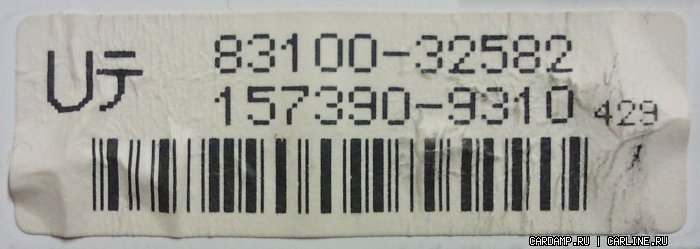 Uテ 83100-32582
157390-9310 429
CARDAMP.RU | CARLINE.RU